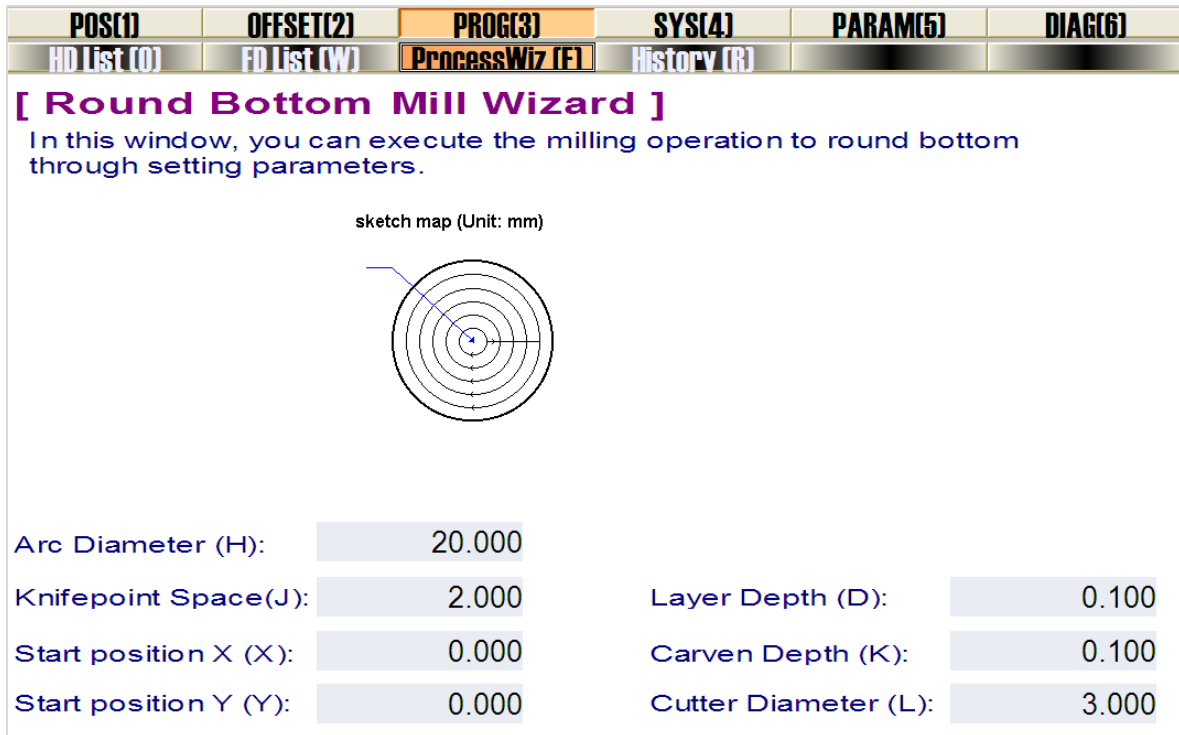 POS(1) OFFSET(2) PROG(3) SYS(4) PARAM(5) DIAG(6)
HD List (O) FD List (W) ProcessWiz (F) History (R)
[ Round Bottom Mill Wizard ]
In this window, you can execute the milling operation to round bottom
through setting parameters.
sketch map (Unit: mm)
Arc Diameter (H): 20.000
Knifepoint Space(J): 2.000 Layer Depth (D): 0.100
Start position X (X): 0.000 Carven Depth (K): 0.100
Start position Y (Y): 0.000 Cutter Diameter (L): 3.000